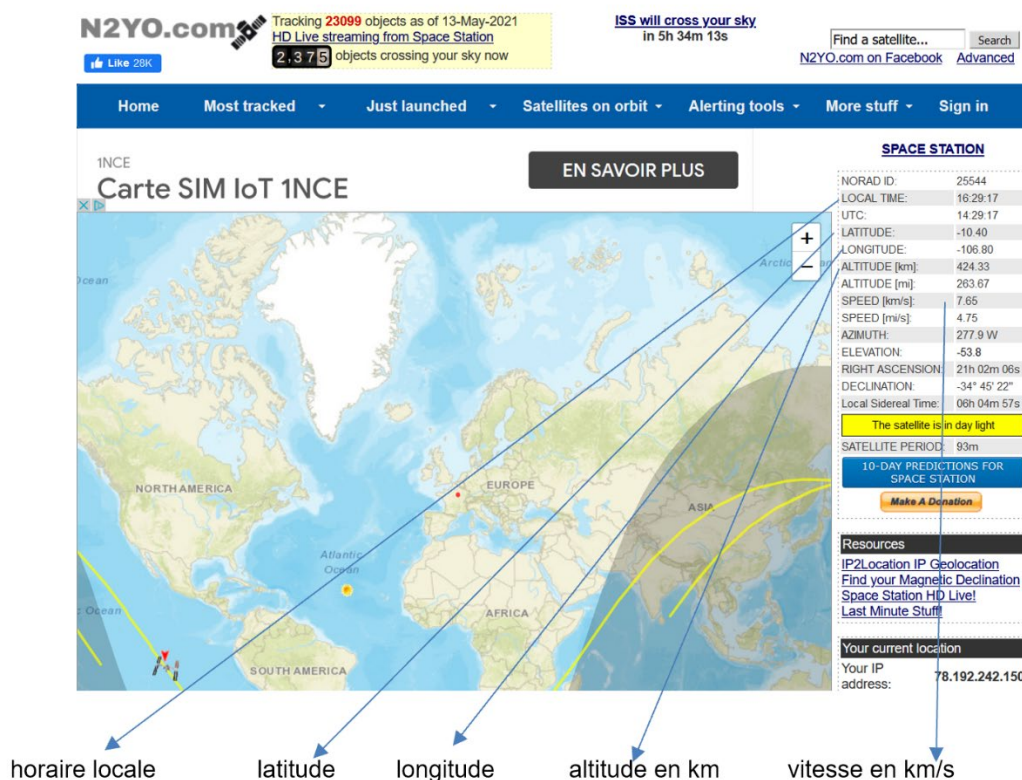 N2YO.com
Like 28K
Tracking 23099 objects as of 13-May-2021
HD Live streaming from Space Station
2,375 objects crossing your sky now
ISS will cross your sky
in 5h 34m 13s
Find a satellite... Search
N2YO.com on Facebook Advanced
Home Most tracked Just launched Satellites on orbit Alerting tools More stuff Sign in
1NCE
Carte SIM IoT 1NCE
EN SAVOIR PLUS
SPACE STATION
NORAD ID: 25544
LOCAL TIME: 16:29:17
UTC: 14:29:17
LATITUDE: -10.40
LONGITUDE: -106.80
ALTITUDE [km]: 424.33
ALTITUDE [mi]: 263.67
SPEED [km/s]: 7.65
SPEED [mi/s]: 4.75
AZIMUTH: 277.9 W
ELEVATION: -53.8
RIGHT ASCENSION: 21h 02m 06s
DECLINATION: -34° 45' 22"
Local Sidereal Time: 06h 04m 57s
The satellite is in day light
SATELLITE PERIOD: 93m
10-DAY PREDICTIONS FOR
SPACE STATION
Make A Donation
Resources
IP2Location IP Geolocation
Find your Magnetic Declination
Space Station HD Live!
Last Minute Stuff!
Your current location
Your IP
address: 78.192.242.150
+
−
Arctic
Ocean
NORTH AMERICA
EUROPE
ASIA
Atlantic
Ocean
Ocean
AFRICA
SOUTH AMERICA
horaire locale latitude longitude altitude en km vitesse en km/s